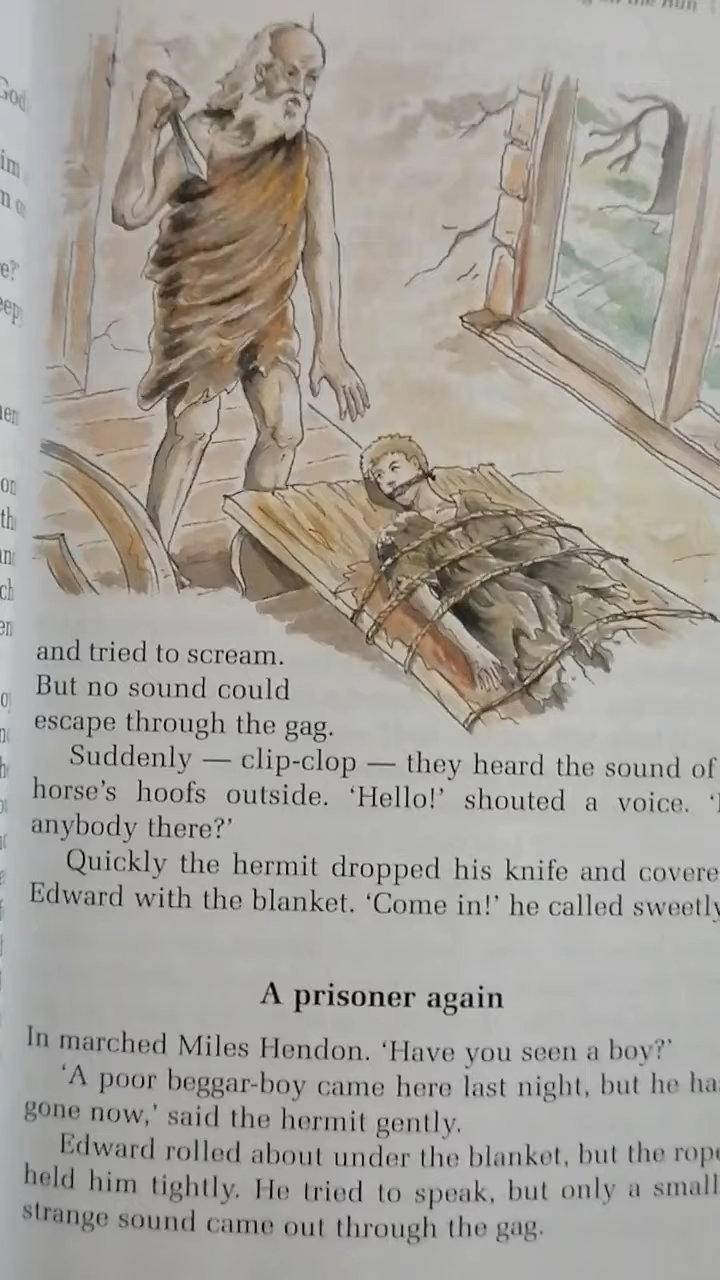 on the Run
and tried to scream.
But no sound could
escape through the gag.
Suddenly — clip-clop — they heard the sound of
horse's hoofs outside. 'Hello!' shouted a voice.
anybody there?'
Quickly the hermit dropped his knife and covere
Edward with the blanket. 'Come in!' he called sweetly
A prisoner again
In marched Miles Hendon. 'Have you seen a boy?'
'A poor beggar-boy came here last night, but he ha
gone now,' said the hermit gently.
Edward rolled about under the blanket, but the rope
held him tightly. He tried to speak, but only a small
strange sound came out through the gag.